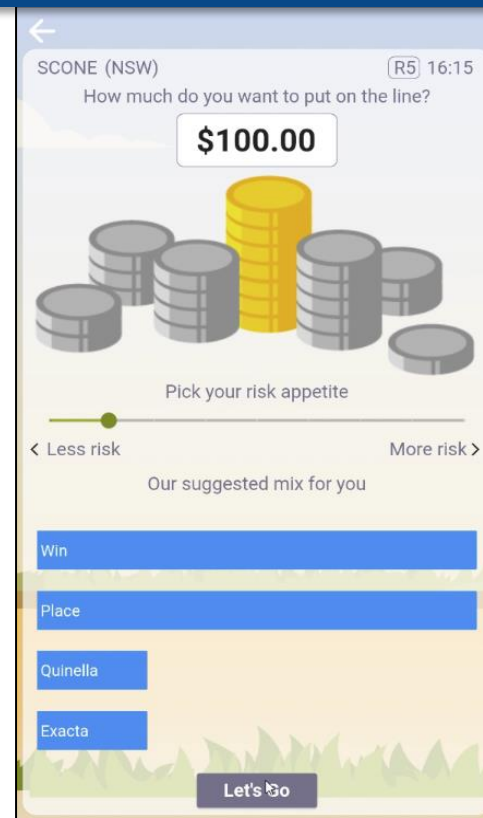 SCONE (NSW) R5 16:15
How much do you want to put on the line?
$100.00
Pick your risk appetite
< Less risk More risk >
Our suggested mix for you
Win
Place
Quinella
Exacta
Let's Go